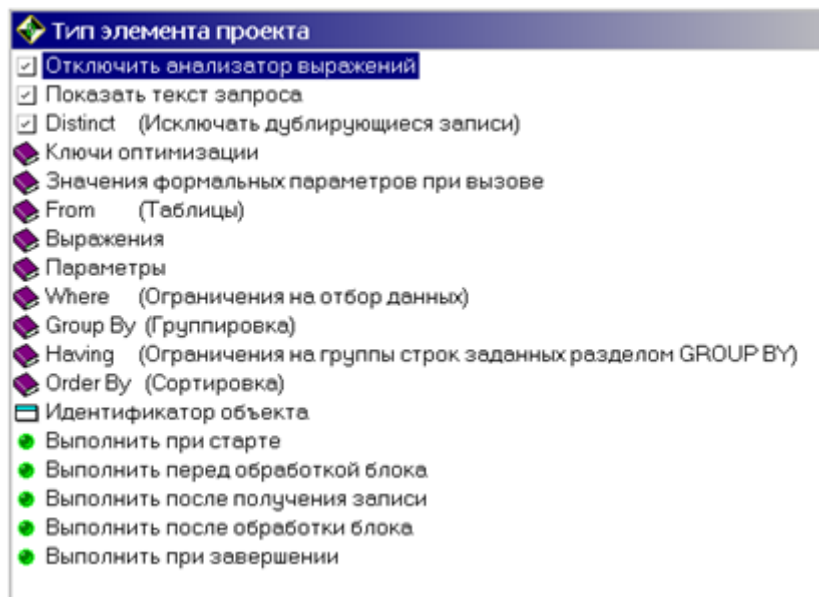 Тип элемента проекта
Отключить анализатор выражений
Показать текст запроса
Distinct (Исключать дублирующиеся записи)
Ключи оптимизации
Значения формальных параметров при вызове
From (Таблицы)
Выражения
Параметры
Where (Ограничения на отбор данных)
Group By (Группировка)
Having (Ограничения на группы строк заданных разделом GROUP BY)
Order By (Сортировка)
Идентификатор объекта
Выполнить при старте
Выполнить перед обработкой блока
Выполнить после получения записи
Выполнить после обработки блока
Выполнить при завершении